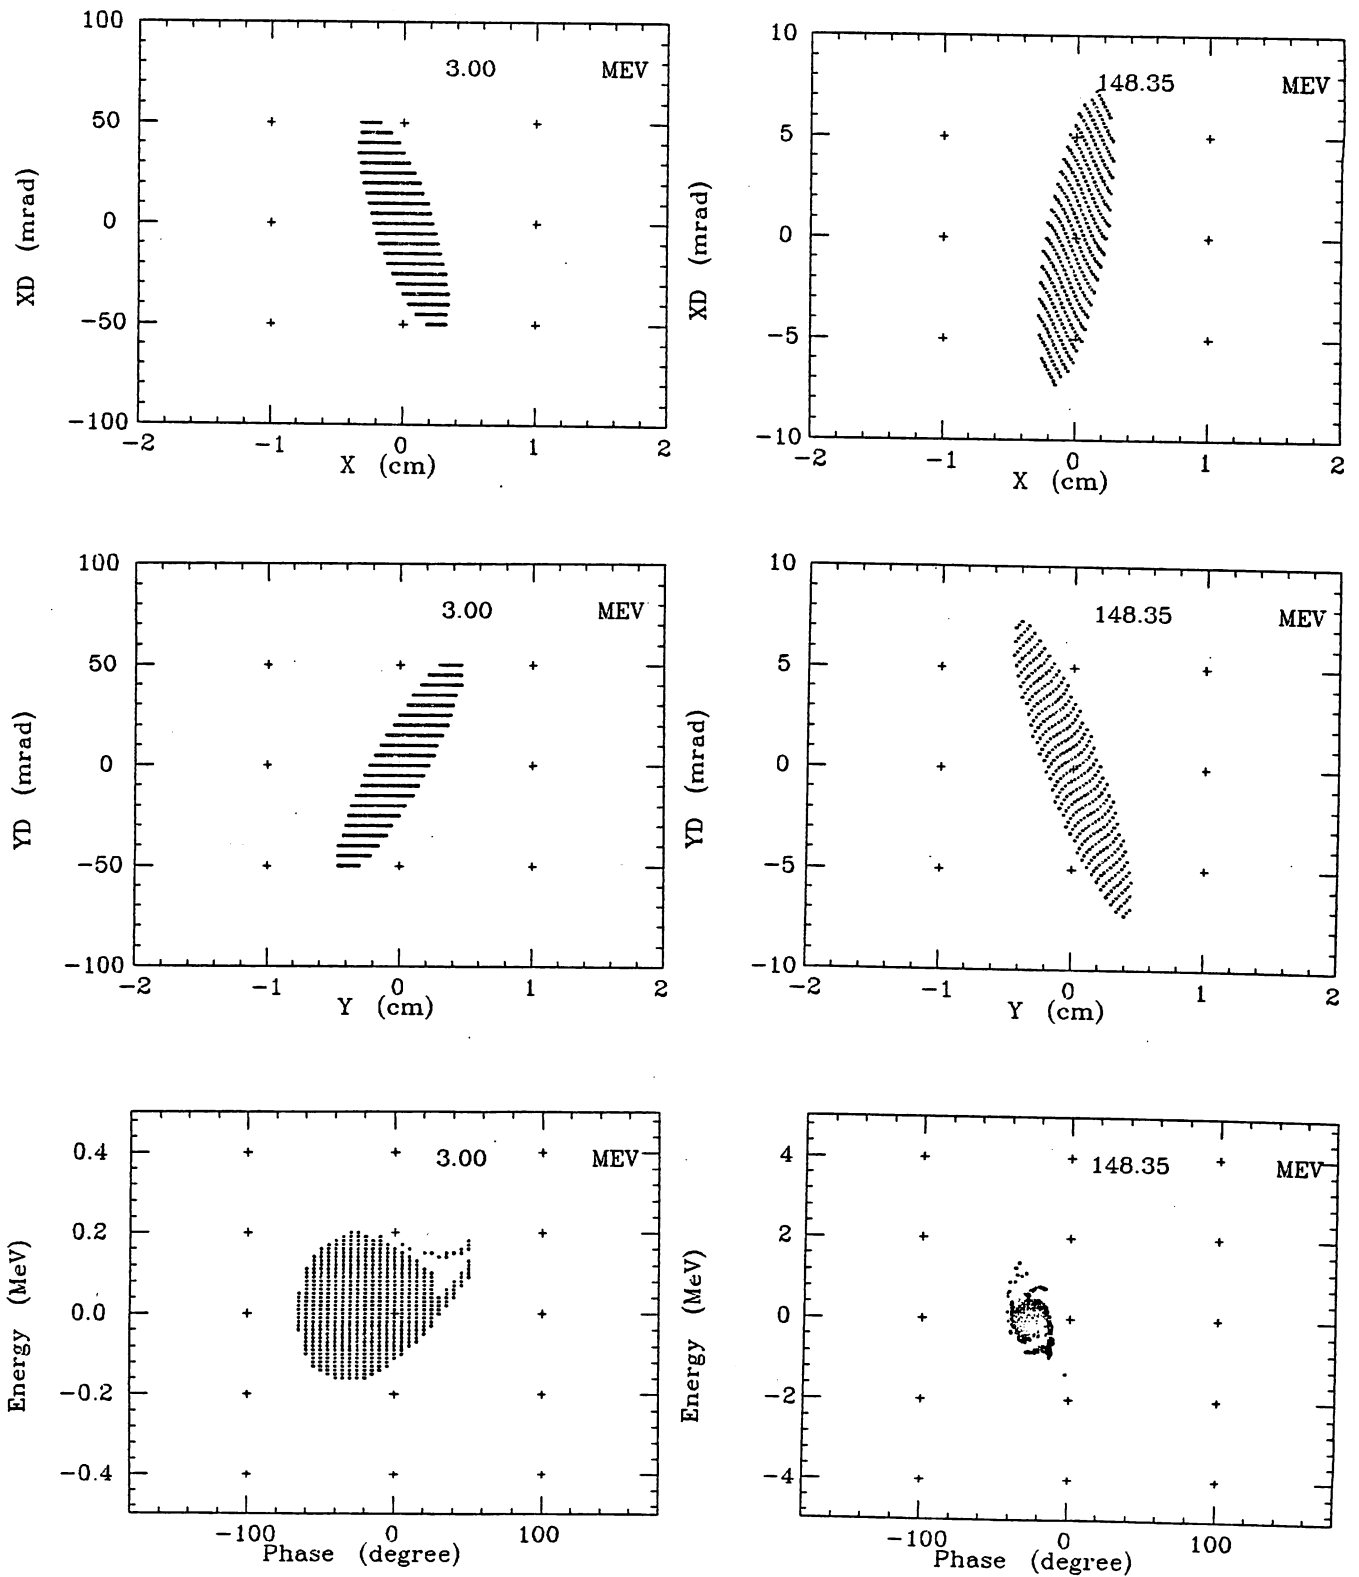 100
50
0
−50
−100
XD (mrad)
3.00 MEV
−2 −1 0 1 2
X (cm)
10
5
0
−5
−10
XD (mrad)
148.35 MEV
−2 −1 0 1 2
X (cm)
100
50
0
−50
−100
YD (mrad)
3.00 MEV
−2 −1 0 1 2
Y (cm)
10
5
0
−5
−10
YD (mrad)
148.35 MEV
−2 −1 0 1 2
Y (cm)
0.4
0.2
0.0
−0.2
−0.4
Energy (MeV)
3.00 MEV
−100 0 100
Phase (degree)
4
2
0
−2
−4
Energy (MeV)
148.35 MEV
−100 0 100
Phase (degree)